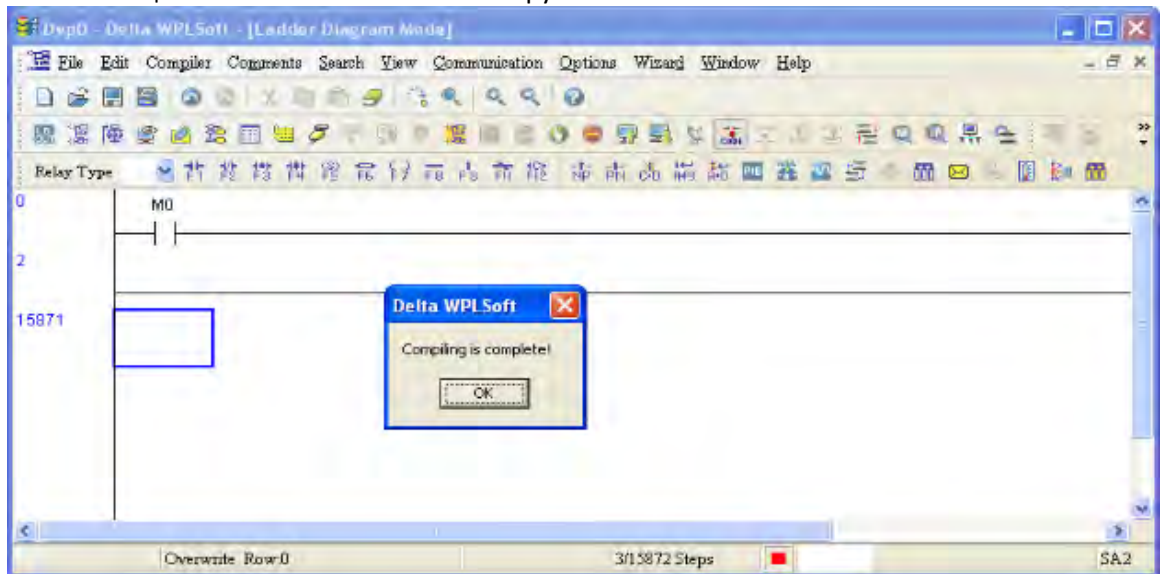 Dvp0 - Delta WPLSoft - [Ladder Diagram Mode]
File Edit Compiler Comments Search View Communication Options Wizard Window Help
Relay Type
0
M0
2
Delta WPLSoft
15871
Compiling is complete!
OK
Overwrite Row:0
3/15872 Steps
SA2